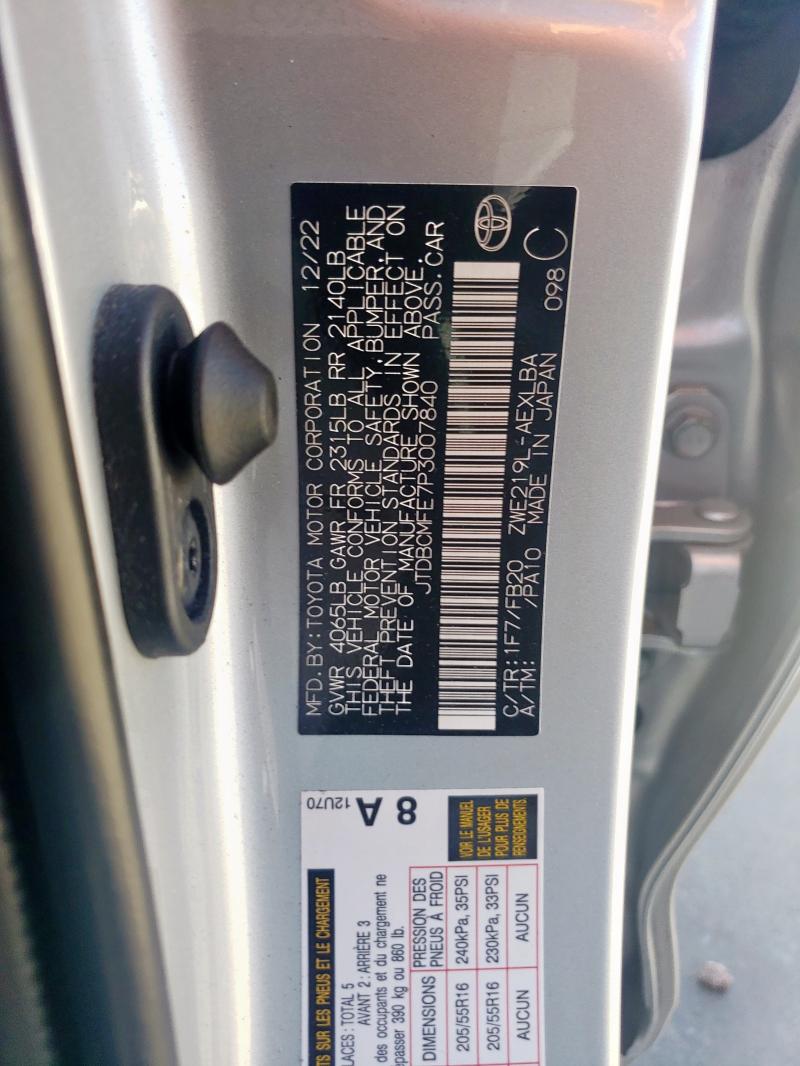 MFD.BY:TOYOTA MOTOR CORPORATION 12/22
GVWR 4065LB GAWR FR 2315LB RR 2140LB
THIS VEHICLE CONFORMS TO ALL APPLICABLE
FEDERAL MOTOR VEHICLE SAFETY, BUMPER, AND
THEFT PREVENTION STANDARDS IN EFFECT ON
THE DATE OF MANUFACTURE SHOWN ABOVE.
JTDBCMFE7P3007840 PASS.CAR
C/TR:1F7/FB20 ZWE219L-AEXLBA 098 C
A/TM: /PA10 MADE IN JAPAN
12U70
A
8
TS SUR LES PNEUS ET LE CHARGEMENT
LACES : TOTAL 5
AVANT 2 : ARRIÈRE 3
des occupants et du chargement ne
épasser 390 kg ou 860 lb.
DIMENSIONS
PRESSION DES
PNEUS À FROID
205/55R16 240kPa, 35PSI
205/55R16 230kPa, 33PSI
AUCUN AUCUN
VOIR LE MANUEL
DE L'USAGER
POUR PLUS DE
RENSEIGNEMENTS.